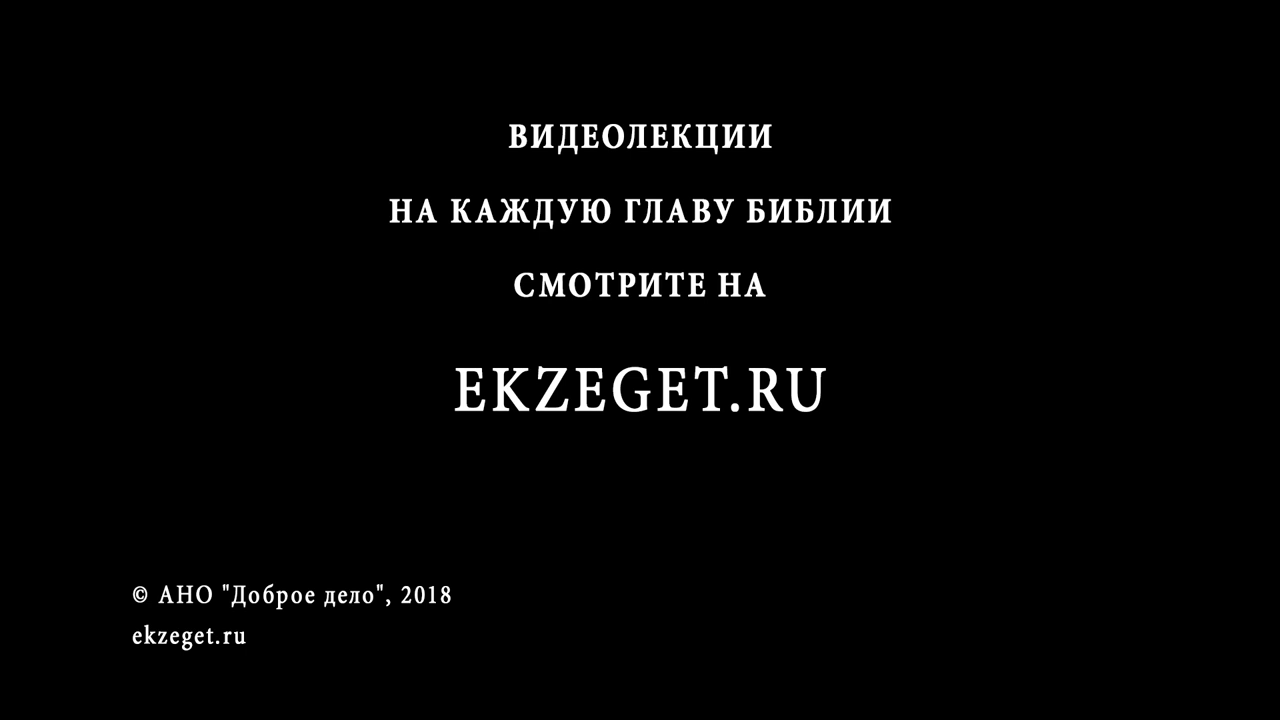 ВИДЕОЛЕКЦИИ
НА КАЖДУЮ ГЛАВУ БИБЛИИ
СМОТРИТЕ НА
EKZEGET.RU
© АНО "Доброе дело", 2018
ekzeget.ru